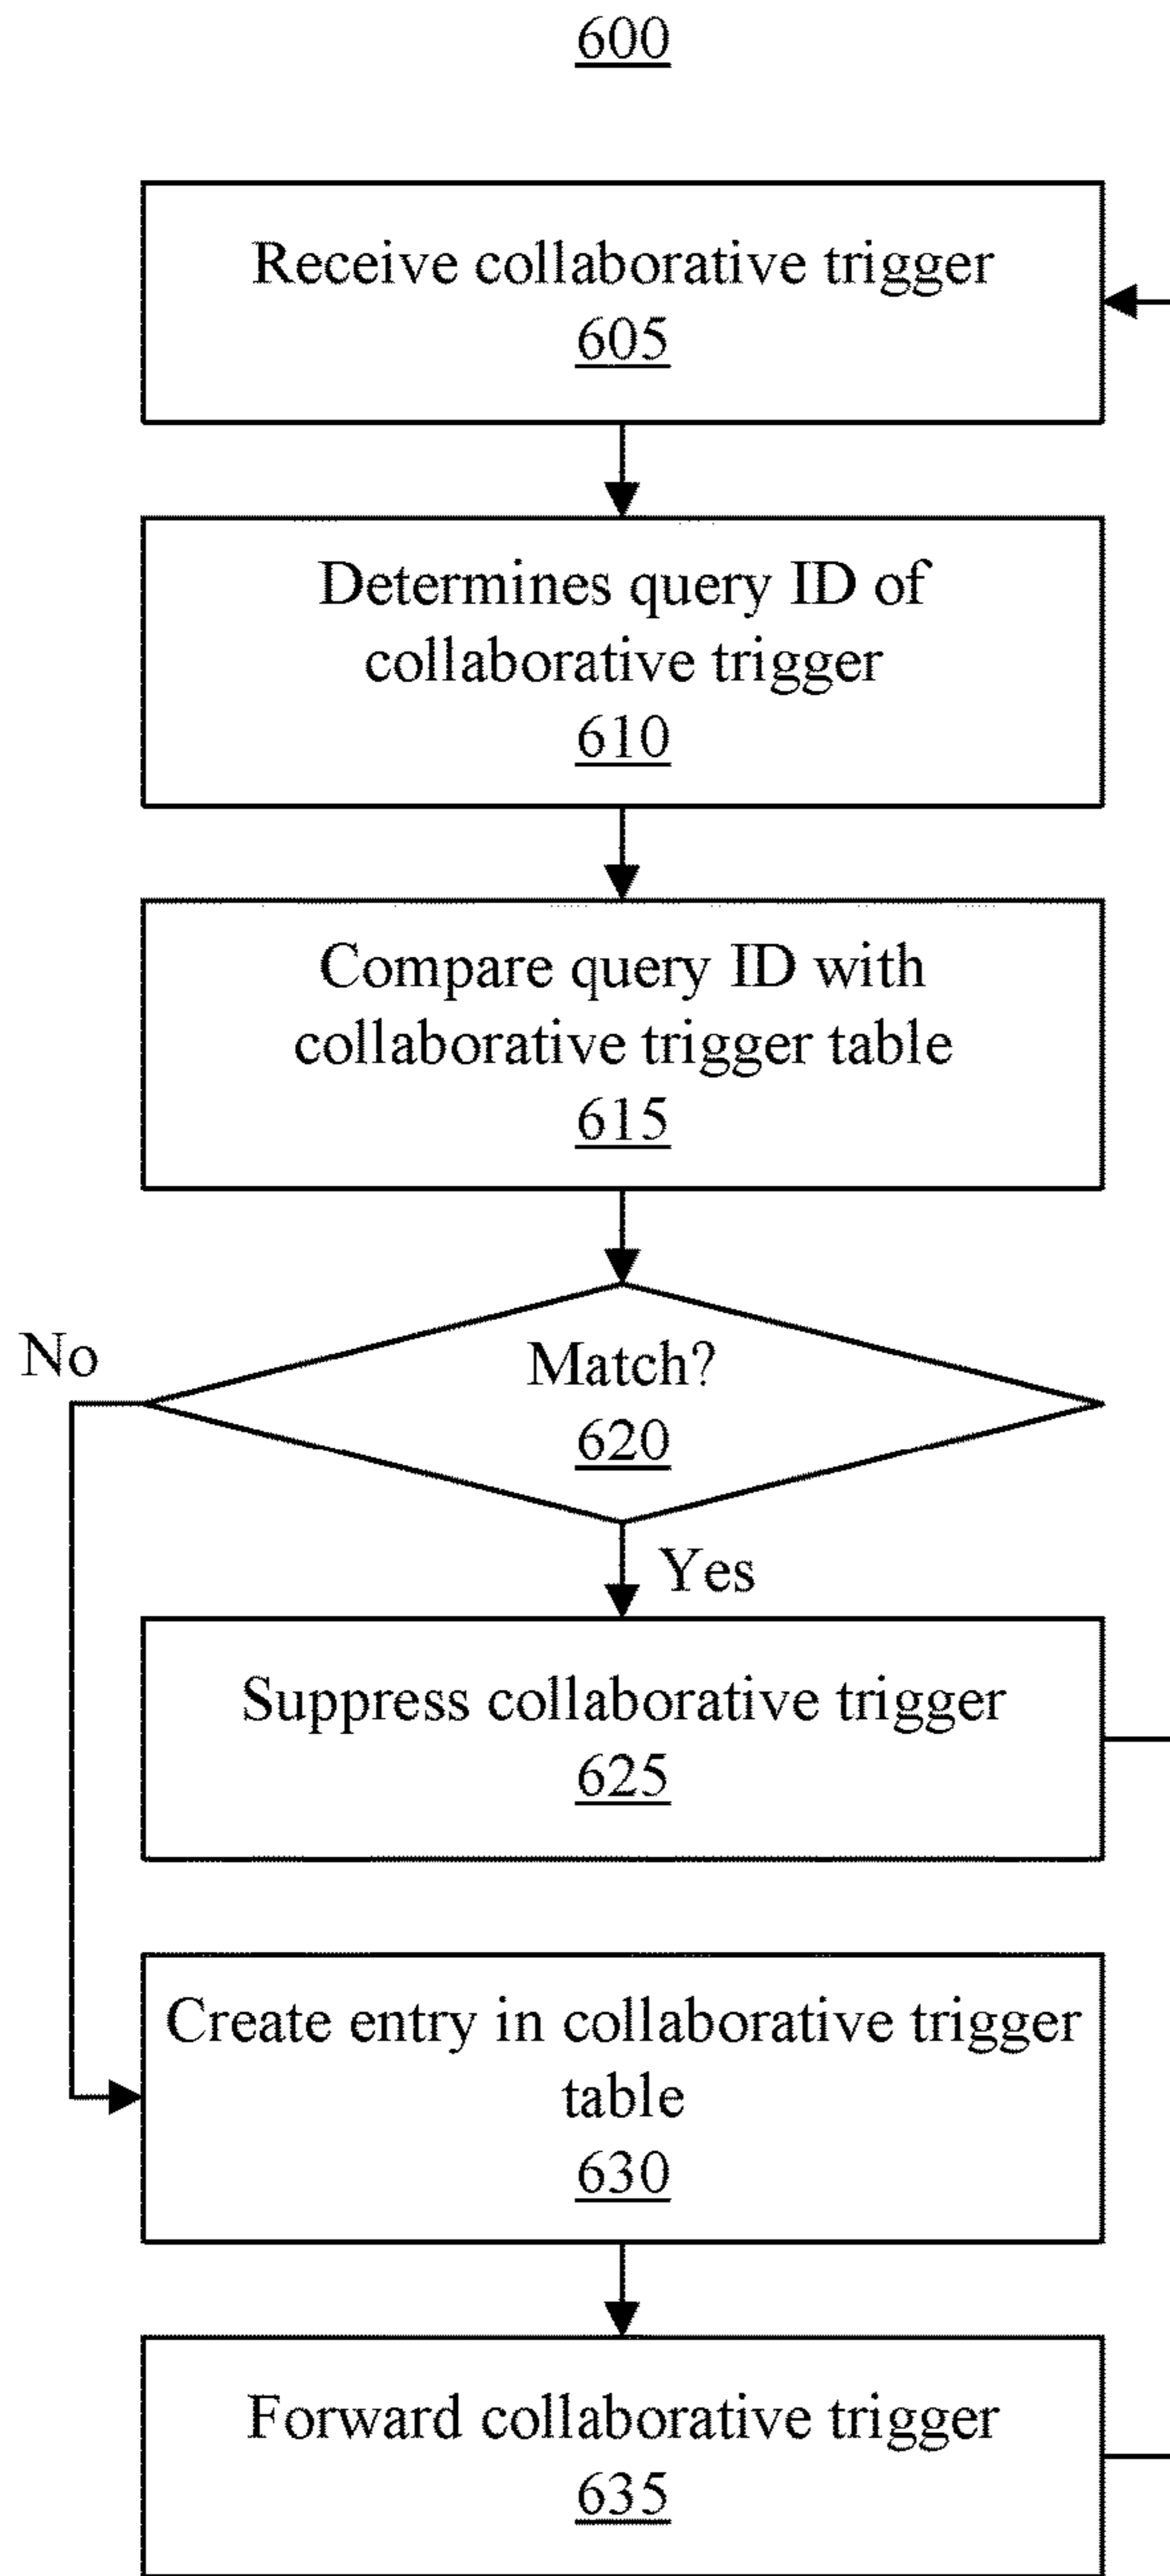 600
Receive collaborative trigger
605
Determines query ID of
collaborative trigger
610
Compare query ID with
collaborative trigger table
615
No
Match?
620
Yes
Suppress collaborative trigger
625
Create entry in collaborative trigger
table
630
Forward collaborative trigger
635